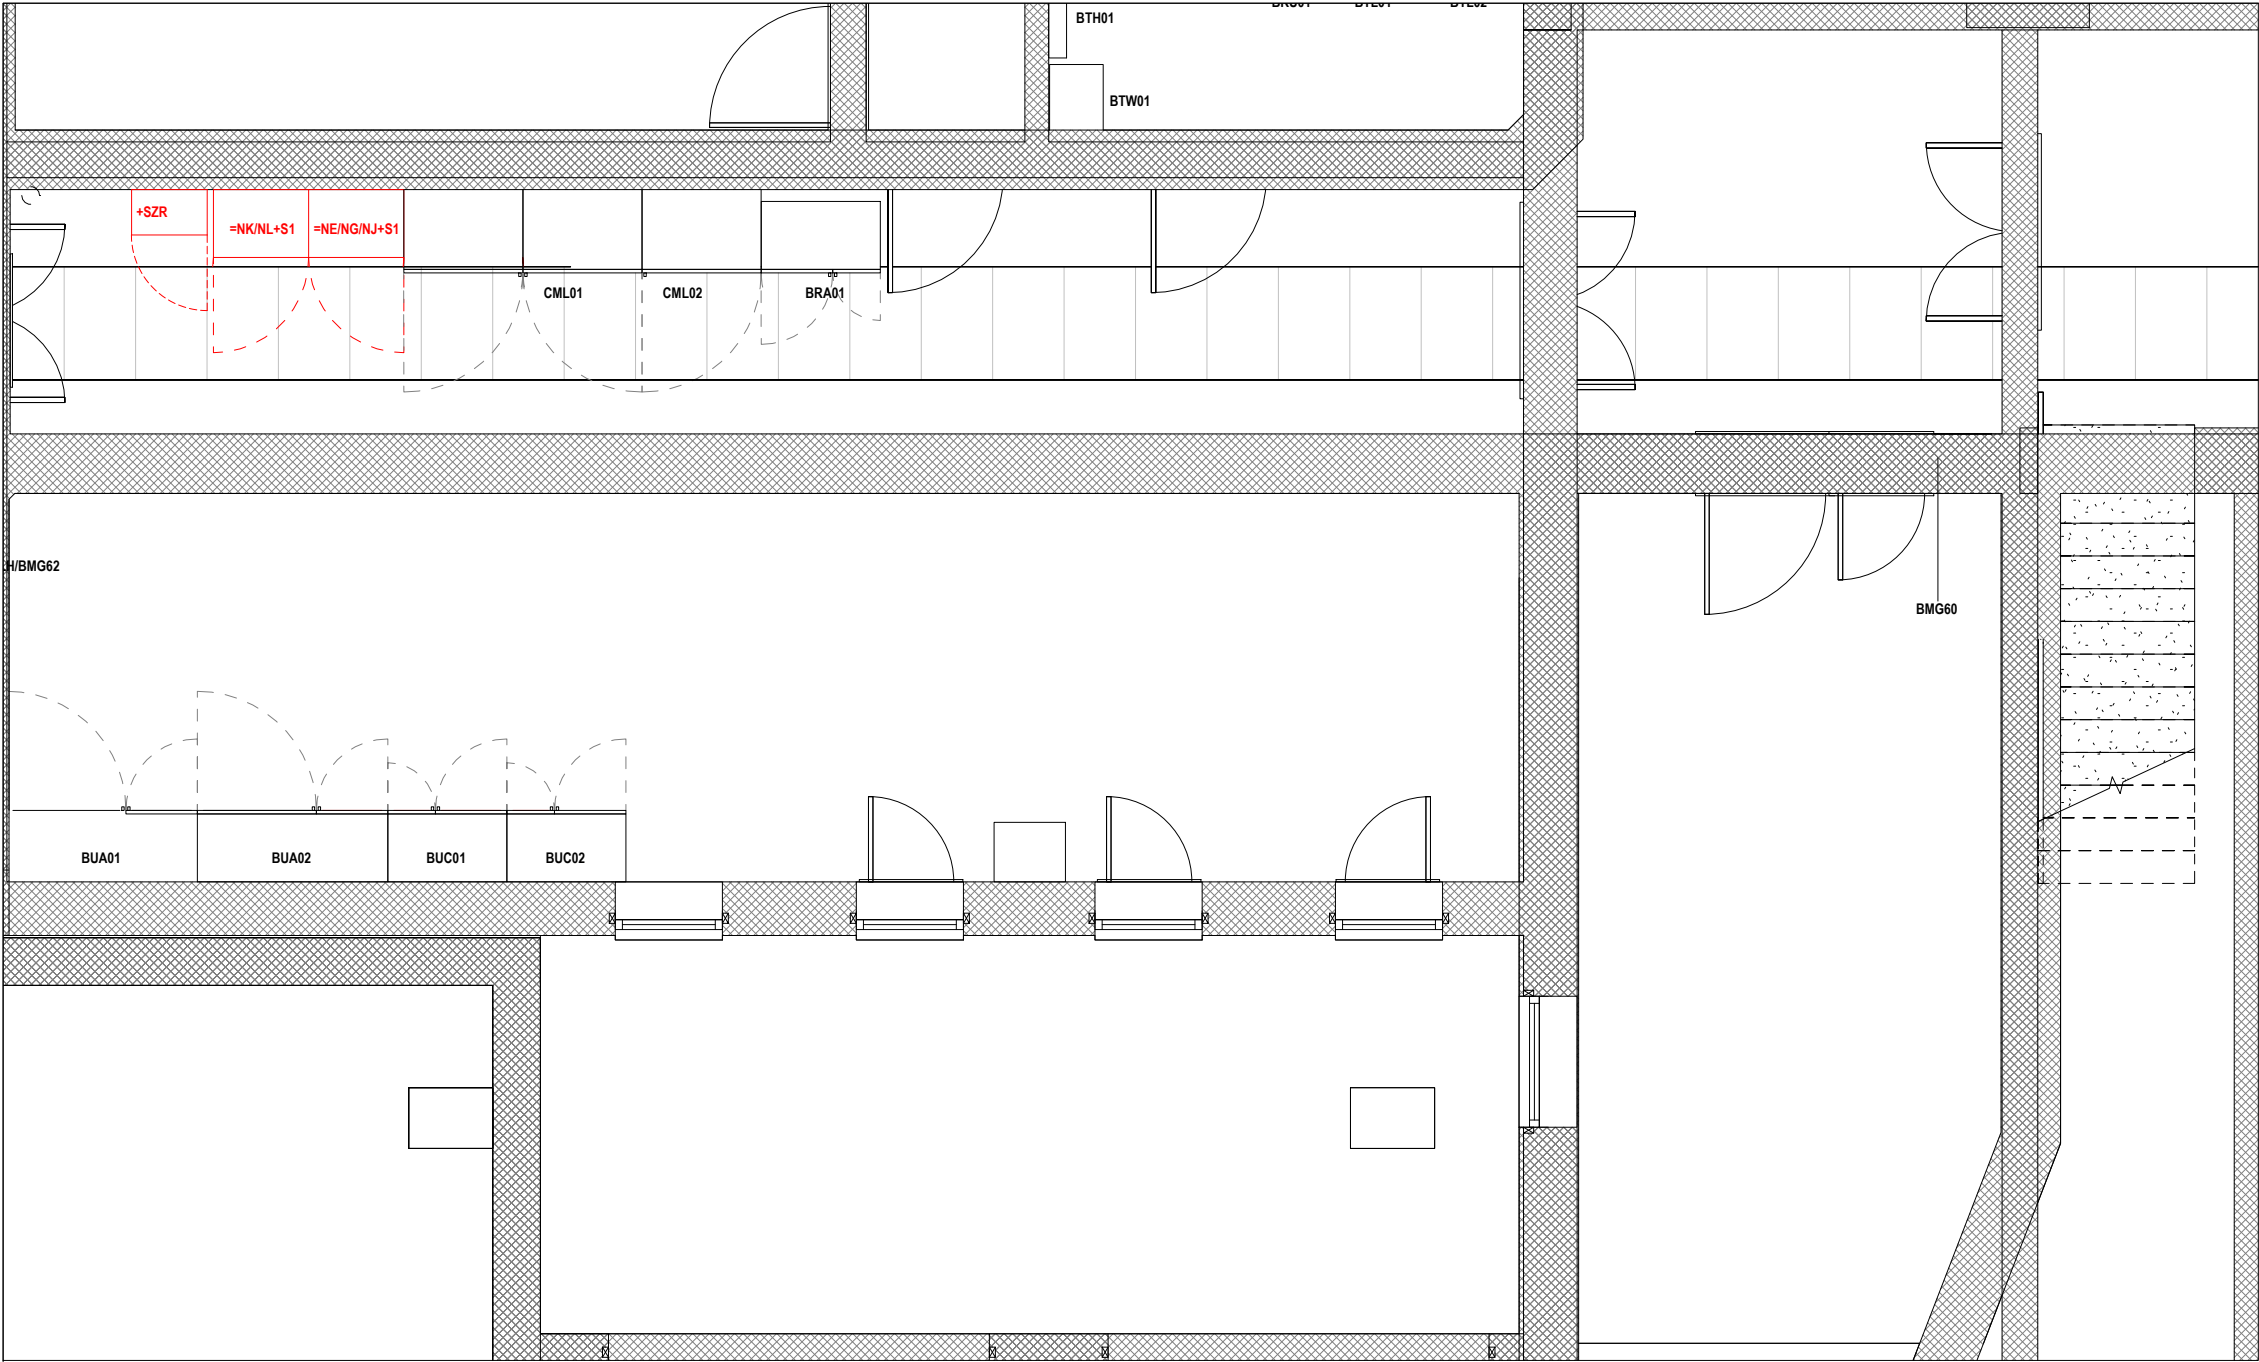 BTH01
BTW01
+SZR
=NK/NL+S1
=NE/NG/NJ+S1
CML01
CML02
BRA01
H/BMG62
BMG60
BUA01
BUA02
BUC01
BUC02